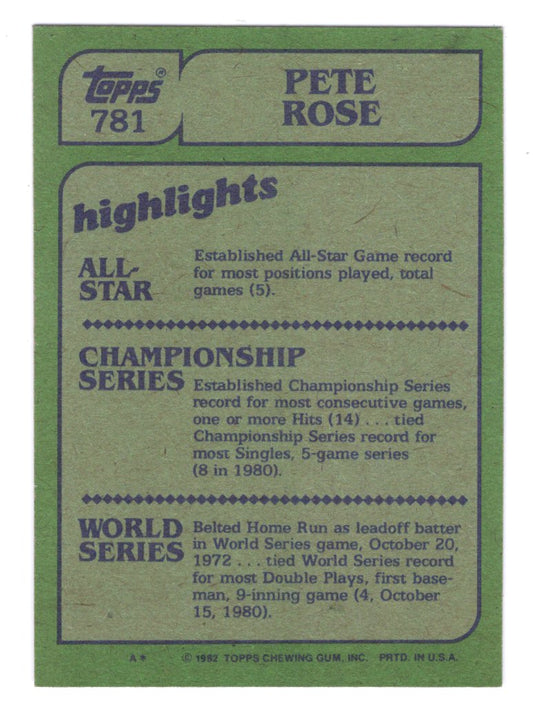 Topps®
781
PETE
ROSE
highlights
ALL-
STAR
Established All-Star Game record
for most positions played, total
games (5).
CHAMPIONSHIP
SERIES
Established Championship Series
record for most consecutive games,
one or more Hits (14) . . . tied
Championship Series record for
most Singles, 5-game series
(8 in 1980).
WORLD
SERIES
Belted Home Run as leadoff batter
in World Series game, October 20,
1972 . . . tied World Series record
for most Double Plays, first base-
man, 9-inning game (4, October
15, 1980).
A* © 1982 TOPPS CHEWING GUM, INC. PRTD. IN U.S.A.